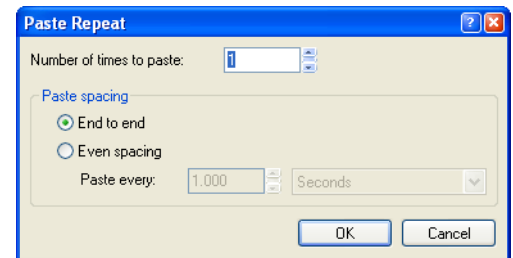 Paste Repeat
Number of times to paste: 1
Paste spacing
End to end
Even spacing
Paste every: 1.000 Seconds
OK Cancel